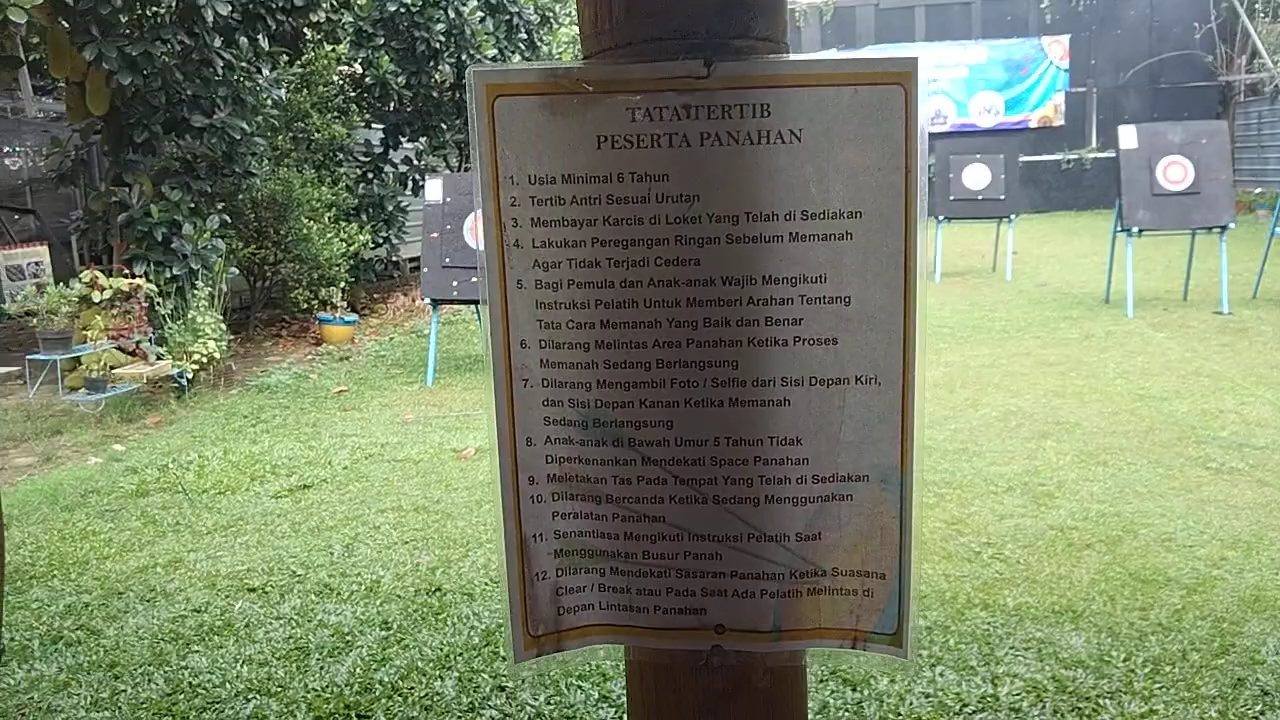 TATA TERTIB
PESERTA PANAHAN
1. Usia Minimal 6 Tahun
2. Tertib Antri Sesuai Urutan
3. Membayar Karcis di Loket Yang Telah di Sediakan
4. Lakukan Peregangan Ringan Sebelum Memanah
Agar Tidak Terjadi Cedera
5. Bagi Pemula dan Anak-anak Wajib Mengikuti
Instruksi Pelatih Untuk Memberi Arahan Tentang
Tata Cara Memanah Yang Baik dan Benar
6. Dilarang Melintas Area Panahan Ketika Proses
Memanah Sedang Berlangsung
7. Dilarang Mengambil Foto / Selfie dari Sisi Depan Kiri,
dan Sisi Depan Kanan Ketika Memanah
Sedang Berlangsung
8. Anak-anak di Bawah Umur 5 Tahun Tidak
Diperkenankan Mendekati Space Panahan
9. Meletakan Tas Pada Tempat Yang Telah di Sediakan
10. Dilarang Bercanda Ketika Sedang Menggunakan
Peralatan Panahan
11. Senantiasa Mengikuti Instruksi Pelatih Saat
Menggunakan Busur Panah
12. Dilarang Mendekati Sasaran Panahan Ketika Suasana
Clear / Break atau Pada Saat Ada Pelatih Melintas di
Depan Lintasan Panahan